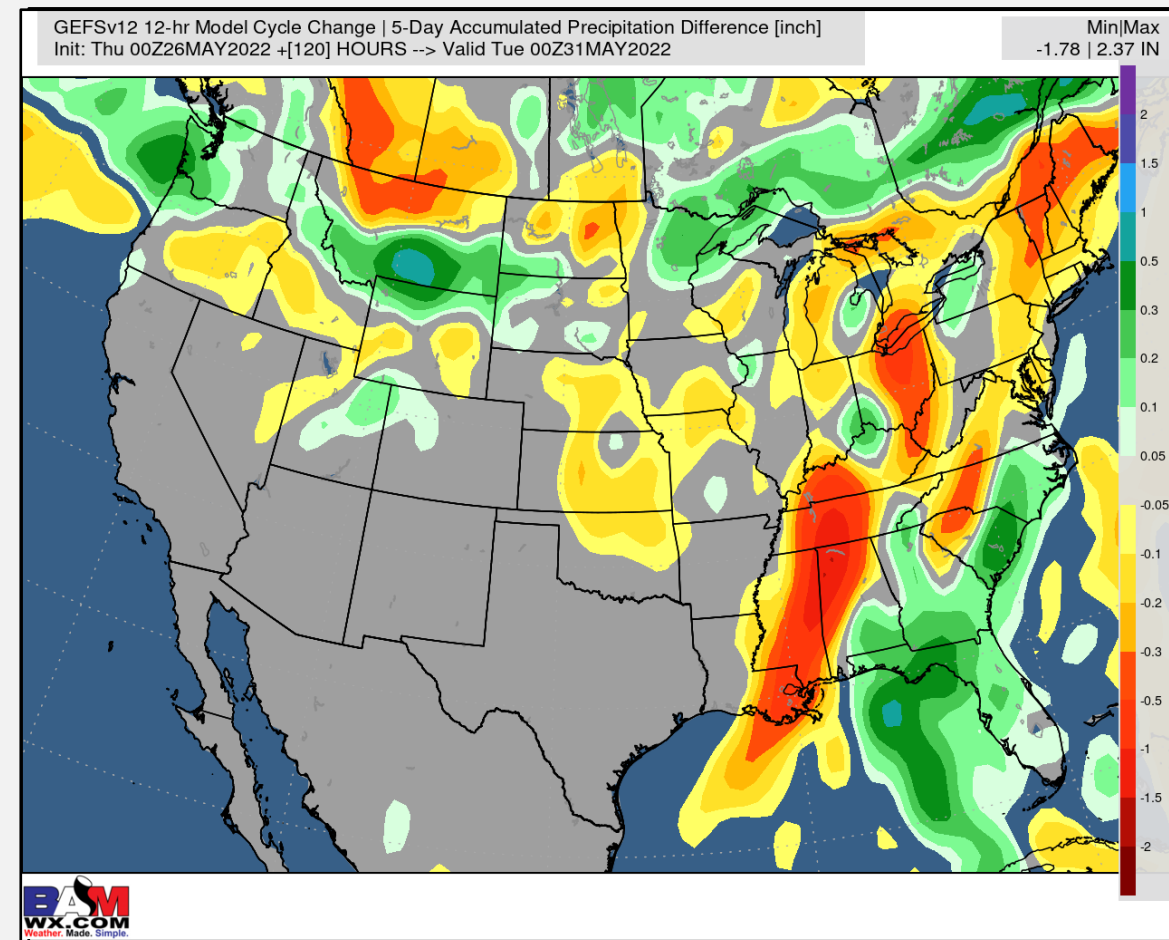 GEFSv12 12-hr Model Cycle Change | 5-Day Accumulated Precipitation Difference [inch]
Init: Thu 00Z26MAY2022 +[120] HOURS --> Valid Tue 00Z31MAY2022
Min|Max
-1.78 | 2.37 IN
2
1.5
1
0.5
0.3
0.2
0.1
0.05
-0.05
-0.1
-0.2
-0.3
-0.5
-1
-1.5
-2
BAM
WX.COM
Weather. Made. Simple.